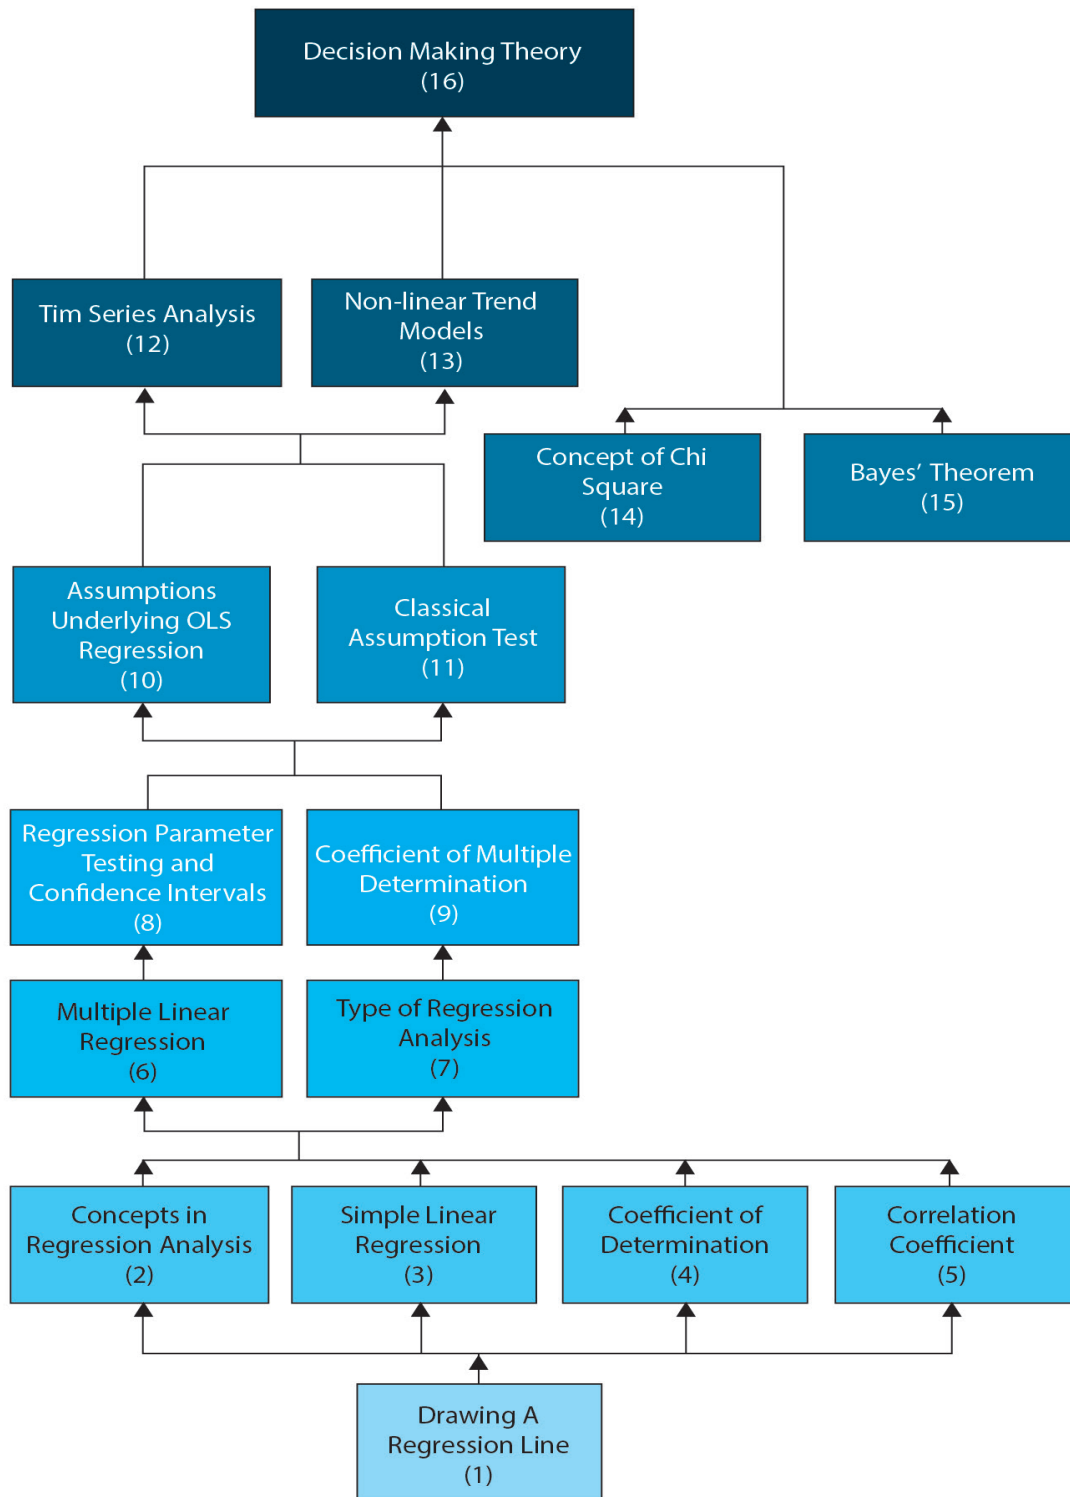 Decision Making Theory
(16)
Tim Series Analysis
(12)
Non-linear Trend
Models
(13)
Concept of Chi
Square
(14)
Bayes’ Theorem
(15)
Assumptions
Underlying OLS
Regression
(10)
Classical
Assumption Test
(11)
Regression Parameter
Testing and
Confidence Intervals
(8)
Coefficient of Multiple
Determination
(9)
Multiple Linear
Regression
(6)
Type of Regression
Analysis
(7)
Concepts in
Regression Analysis
(2)
Simple Linear
Regression
(3)
Coefficient of
Determination
(4)
Correlation
Coefficient
(5)
Drawing A
Regression Line
(1)